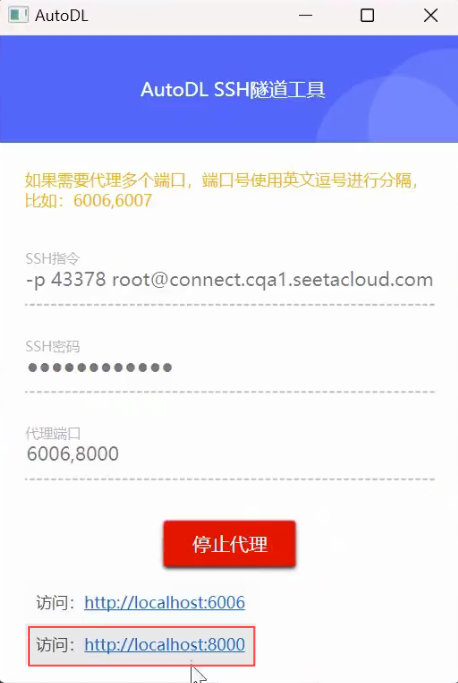 AutoDL
AutoDL SSH隧道工具
如果需要代理多个端口，端口号使用英文逗号进行分隔，
比如：6006,6007
SSH指令
-p 43378 root@connect.cqa1.seetacloud.com
SSH密码
●●●●●●●●●●●●
代理端口
6006,8000
停止代理
访问：http://localhost:6006
访问：http://localhost:8000